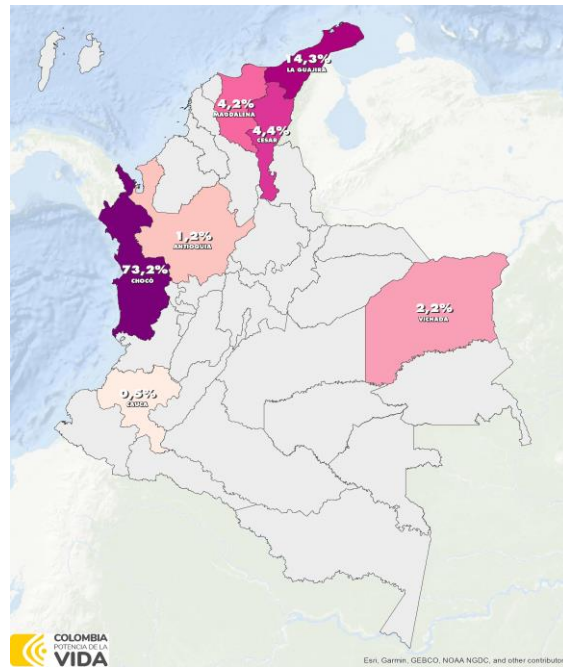 14,3%
LA GUAJIRA
4,2%
MAGDALENA
4,4%
CESAR
1,2%
ANTIOQUIA
73,2%
CHOCÓ
2,2%
VICHADA
0,5%
CAUCA
COLOMBIA
POTENCIA DE LA
VIDA
Esri, Garmin, GEBCO, NOAA NGDC, and other contributor